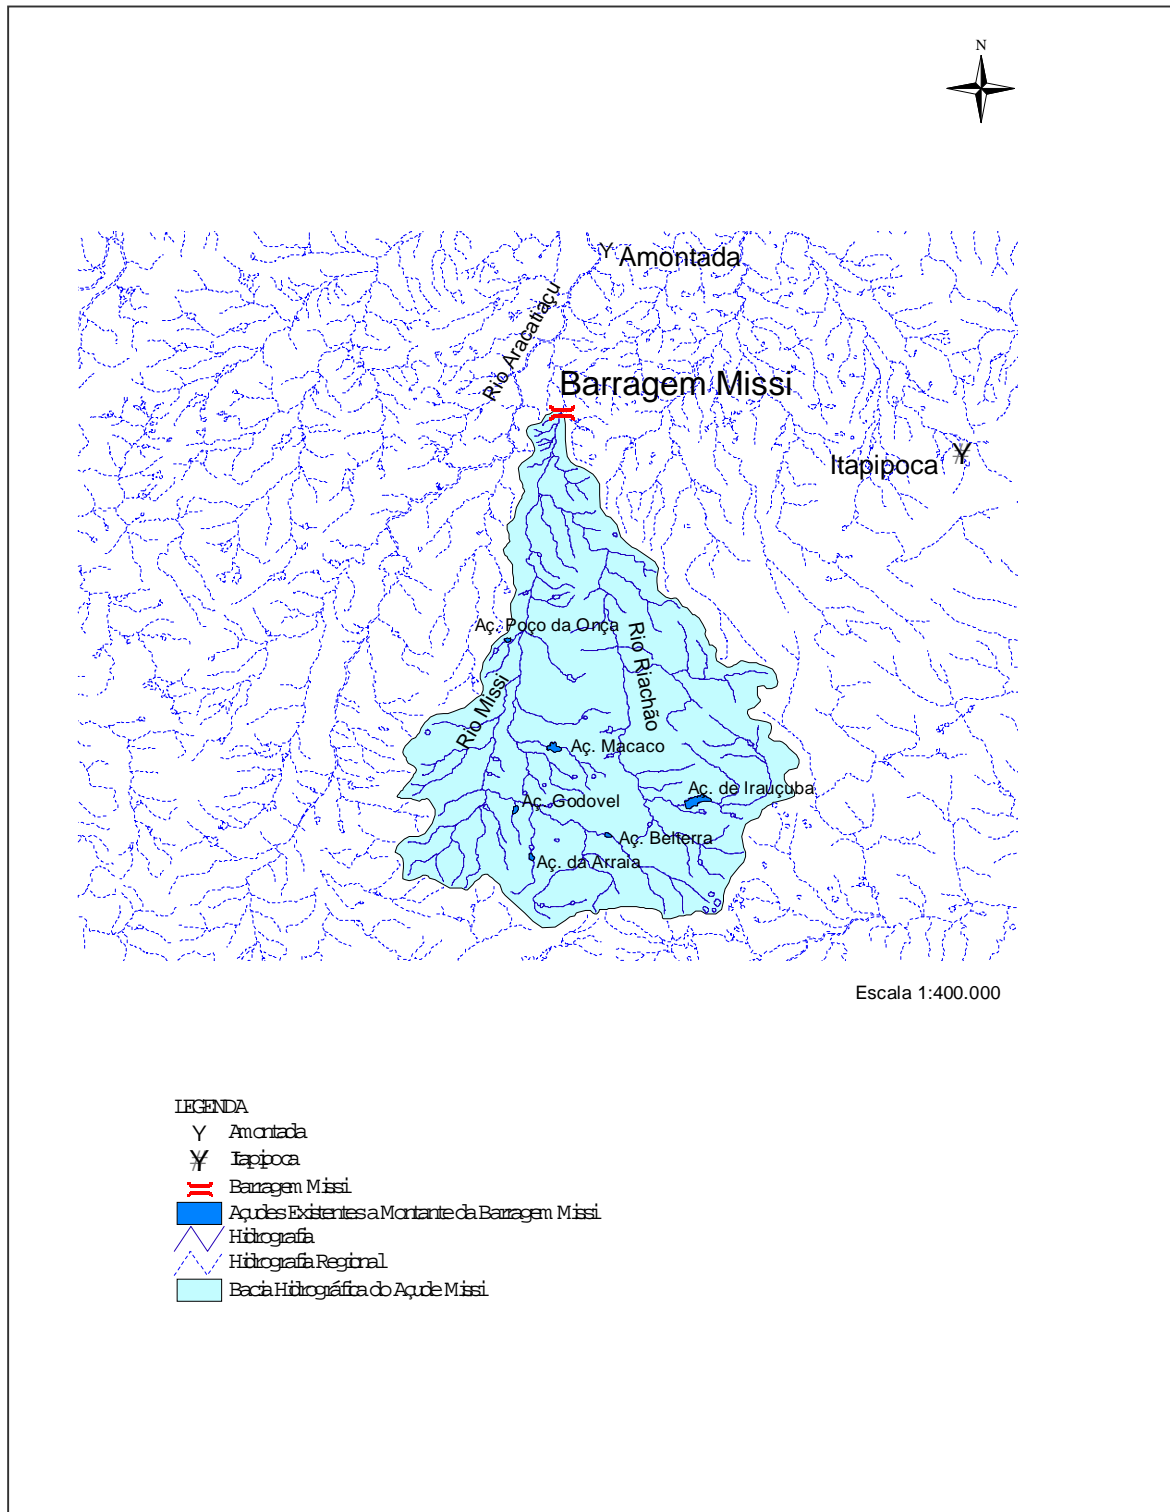 N
Amontada
Rio Aracatiaçu
Barragem Missi
Itapipoca
Aç. Poço da Onça
Rio Riachão
Rio Missi
Aç. Macaco
Aç. de Irauçuba
Aç. Godovel
Aç. Belterra
Aç. da Arraia
Escala 1:400.000
LEGENDA
Amontada
Itapipoca
Barragem Missi
Açudes Existentes a Montante da Barragem Missi
Hidrografia
Hidrografia Regional
Bacia Hidrográfica do Açude Missi